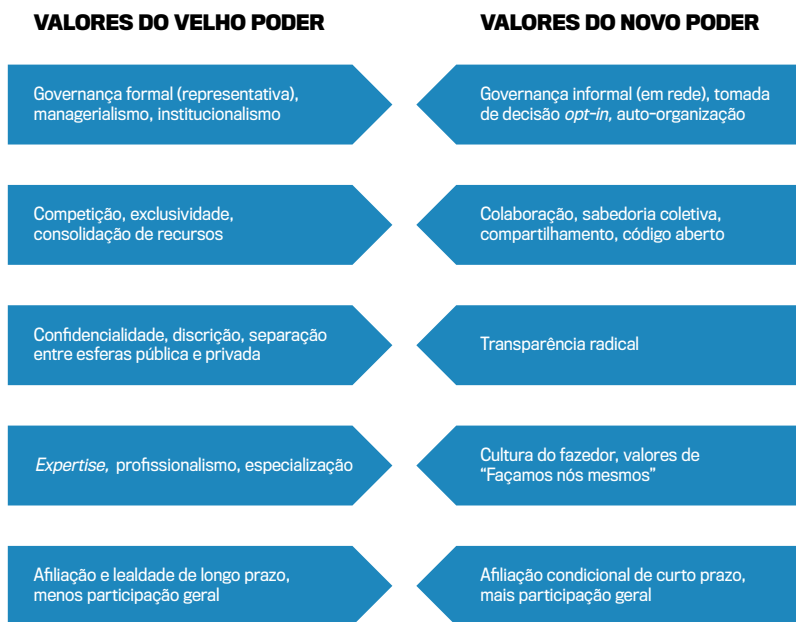 VALORES DO VELHO PODER
VALORES DO NOVO PODER
Governança formal (representativa),
managerialismo, institucionalismo
Governança informal (em rede), tomada
de decisão opt-in, auto-organização
Competição, exclusividade,
consolidação de recursos
Colaboração, sabedoria coletiva,
compartilhamento, código aberto
Confidencialidade, discrição, separação
entre esferas pública e privada
Transparência radical
Expertise, profissionalismo, especialização
Cultura do fazedor, valores de
“Façamos nós mesmos”
Afiliação e lealdade de longo prazo,
menos participação geral
Afiliação condicional de curto prazo,
mais participação geral